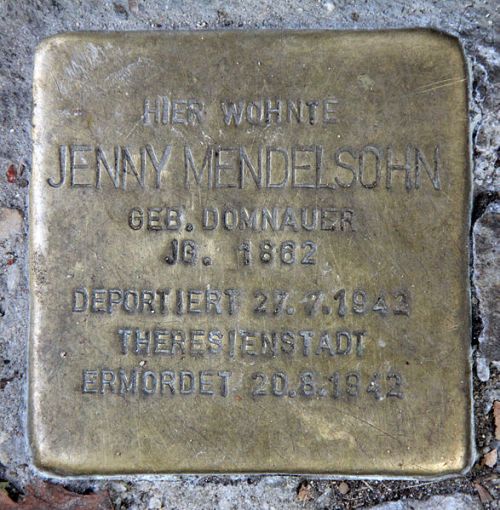 HIER WOHNTE
JENNY MENDELSOHN
GEB. DOMNAUER
JG. 1862
DEPORTIERT 27.7.1942
THERESIENSTADT
ERMORDET 20.8.1942